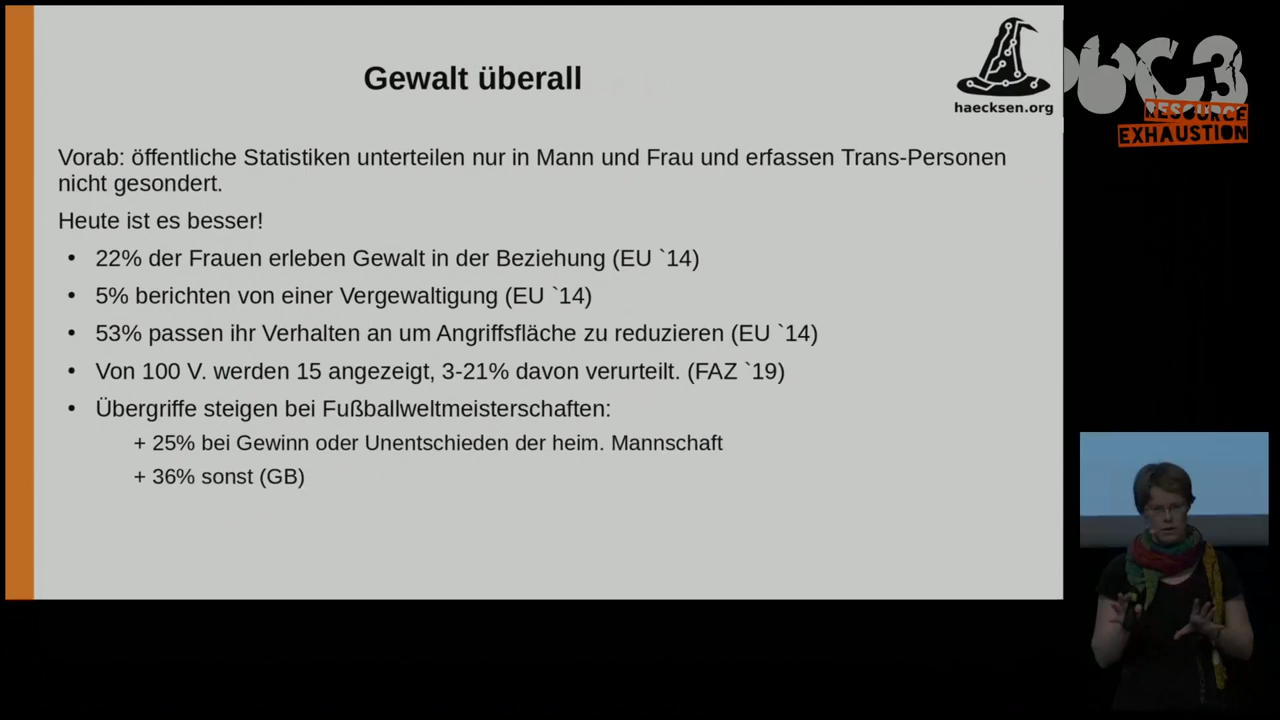 Gewalt überall
haecksen.org
RESOURCE
EXHAUSTION
Vorab: öffentliche Statistiken unterteilen nur in Mann und Frau und erfassen Trans-Personen
nicht gesondert.
Heute ist es besser!
• 22% der Frauen erleben Gewalt in der Beziehung (EU `14)
• 5% berichten von einer Vergewaltigung (EU `14)
• 53% passen ihr Verhalten an um Angriffsfläche zu reduzieren (EU `14)
• Von 100 V. werden 15 angezeigt, 3-21% davon verurteilt. (FAZ `19)
• Übergriffe steigen bei Fußballweltmeisterschaften:
+ 25% bei Gewinn oder Unentschieden der heim. Mannschaft
+ 36% sonst (GB)